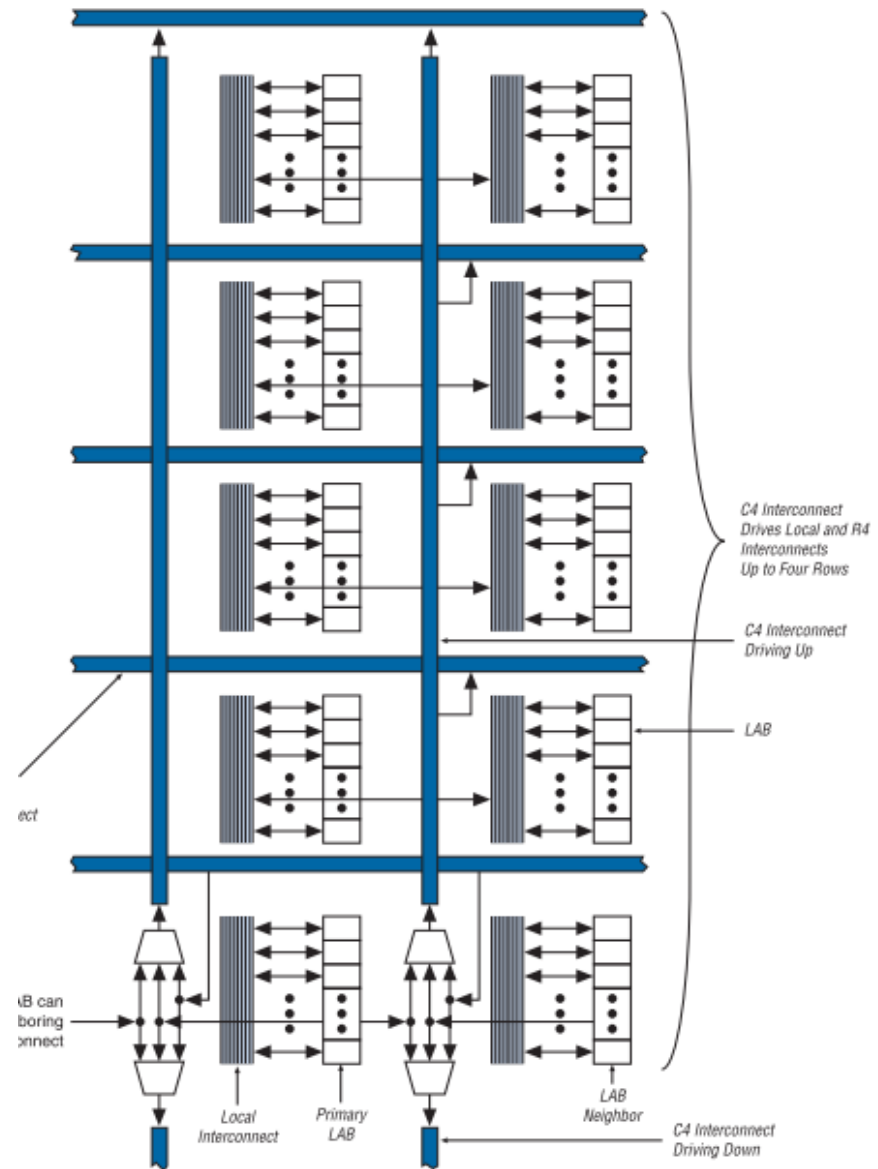 C4 Interconnect
Drives Local and R4
Interconnects
Up to Four Rows
C4 Interconnect
Driving Up
LAB
ect
AB can
boring
onnect
Local
Interconnect
Primary
LAB
LAB
Neighbor
C4 Interconnect
Driving Down